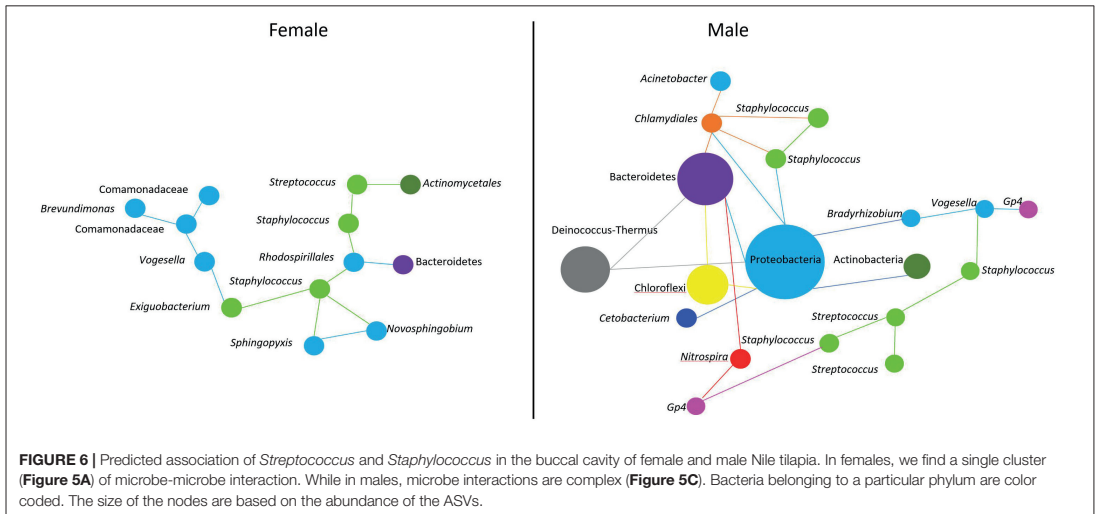 Female
Male
Comamonadaceae
Brevundimonas
Comamonadaceae
Vogesella
Exiguobacterium
Streptococcus
Actinomycetales
Staphylococcus
Rhodospirillales
Bacteroidetes
Staphylococcus
Novosphingobium
Sphingopyxis
Acinetobacter
Staphylococcus
Chlamydiales
Staphylococcus
Bacteroidetes
Bradyrhizobium
Vogesella
Gp4
Deinococcus-Thermus
Proteobacteria
Actinobacteria
Staphylococcus
Chloroflexi
Cetobacterium
Streptococcus
Staphylococcus
Nitrospira
Streptococcus
Gp4
FIGURE 6 | Predicted association of Streptococcus and Staphylococcus in the buccal cavity of female and male Nile tilapia. In females, we find a single cluster
(Figure 5A) of microbe-microbe interaction. While in males, microbe interactions are complex (Figure 5C). Bacteria belonging to a particular phylum are color
coded. The size of the nodes are based on the abundance of the ASVs.